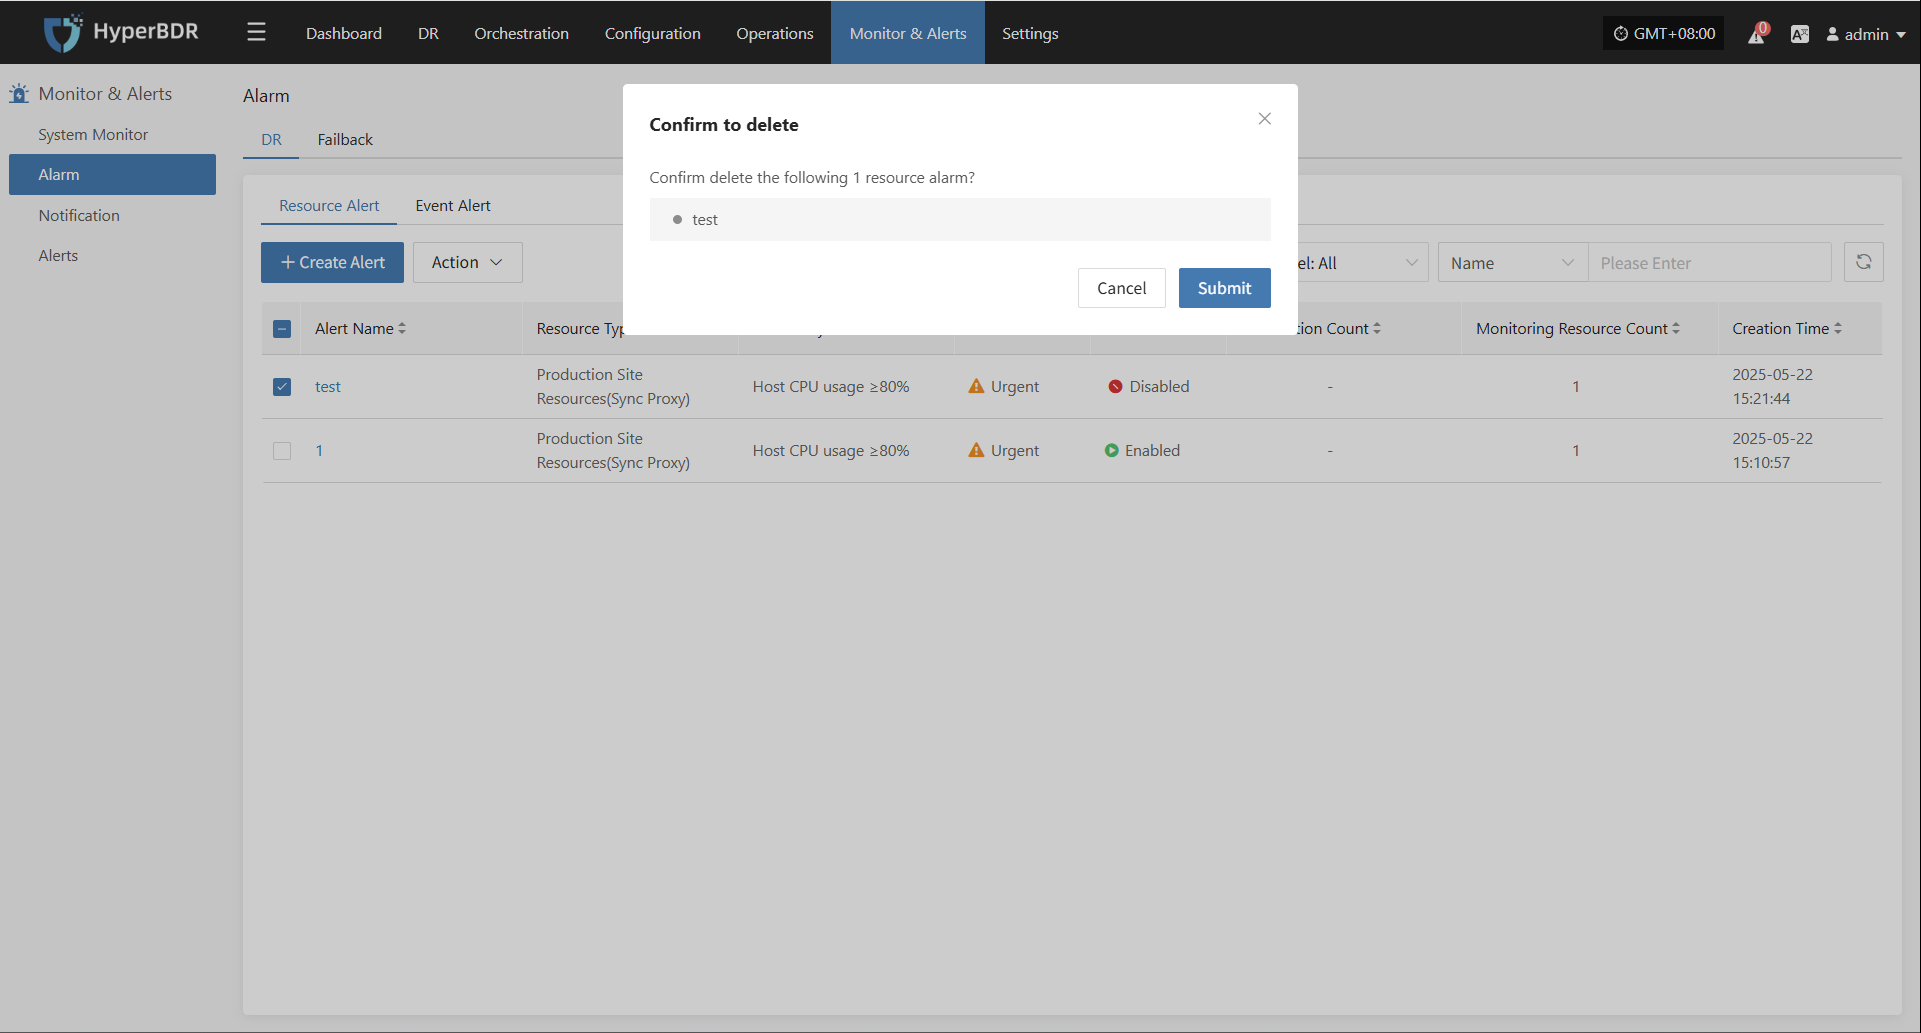 HyperBDR
Dashboard DR Orchestration Configuration Operations Monitor & Alerts Settings
GMT+08:00 0 admin
Monitor & Alerts
System Monitor
Alarm
Notification
Alerts
Alarm
DR Failback
Resource Alert Event Alert
Create Alert Action
Confirm to delete
Confirm delete the following 1 resource alarm?
test
Cancel Submit
el: All Name Please Enter
Alert Name Resource Typ tion Count Monitoring Resource Count Creation Time
test Production Site Resources(Sync Proxy) Host CPU usage ≥80% Urgent Disabled - 1 2025-05-22 15:21:44
1 Production Site Resources(Sync Proxy) Host CPU usage ≥80% Urgent Enabled - 1 2025-05-22 15:10:57